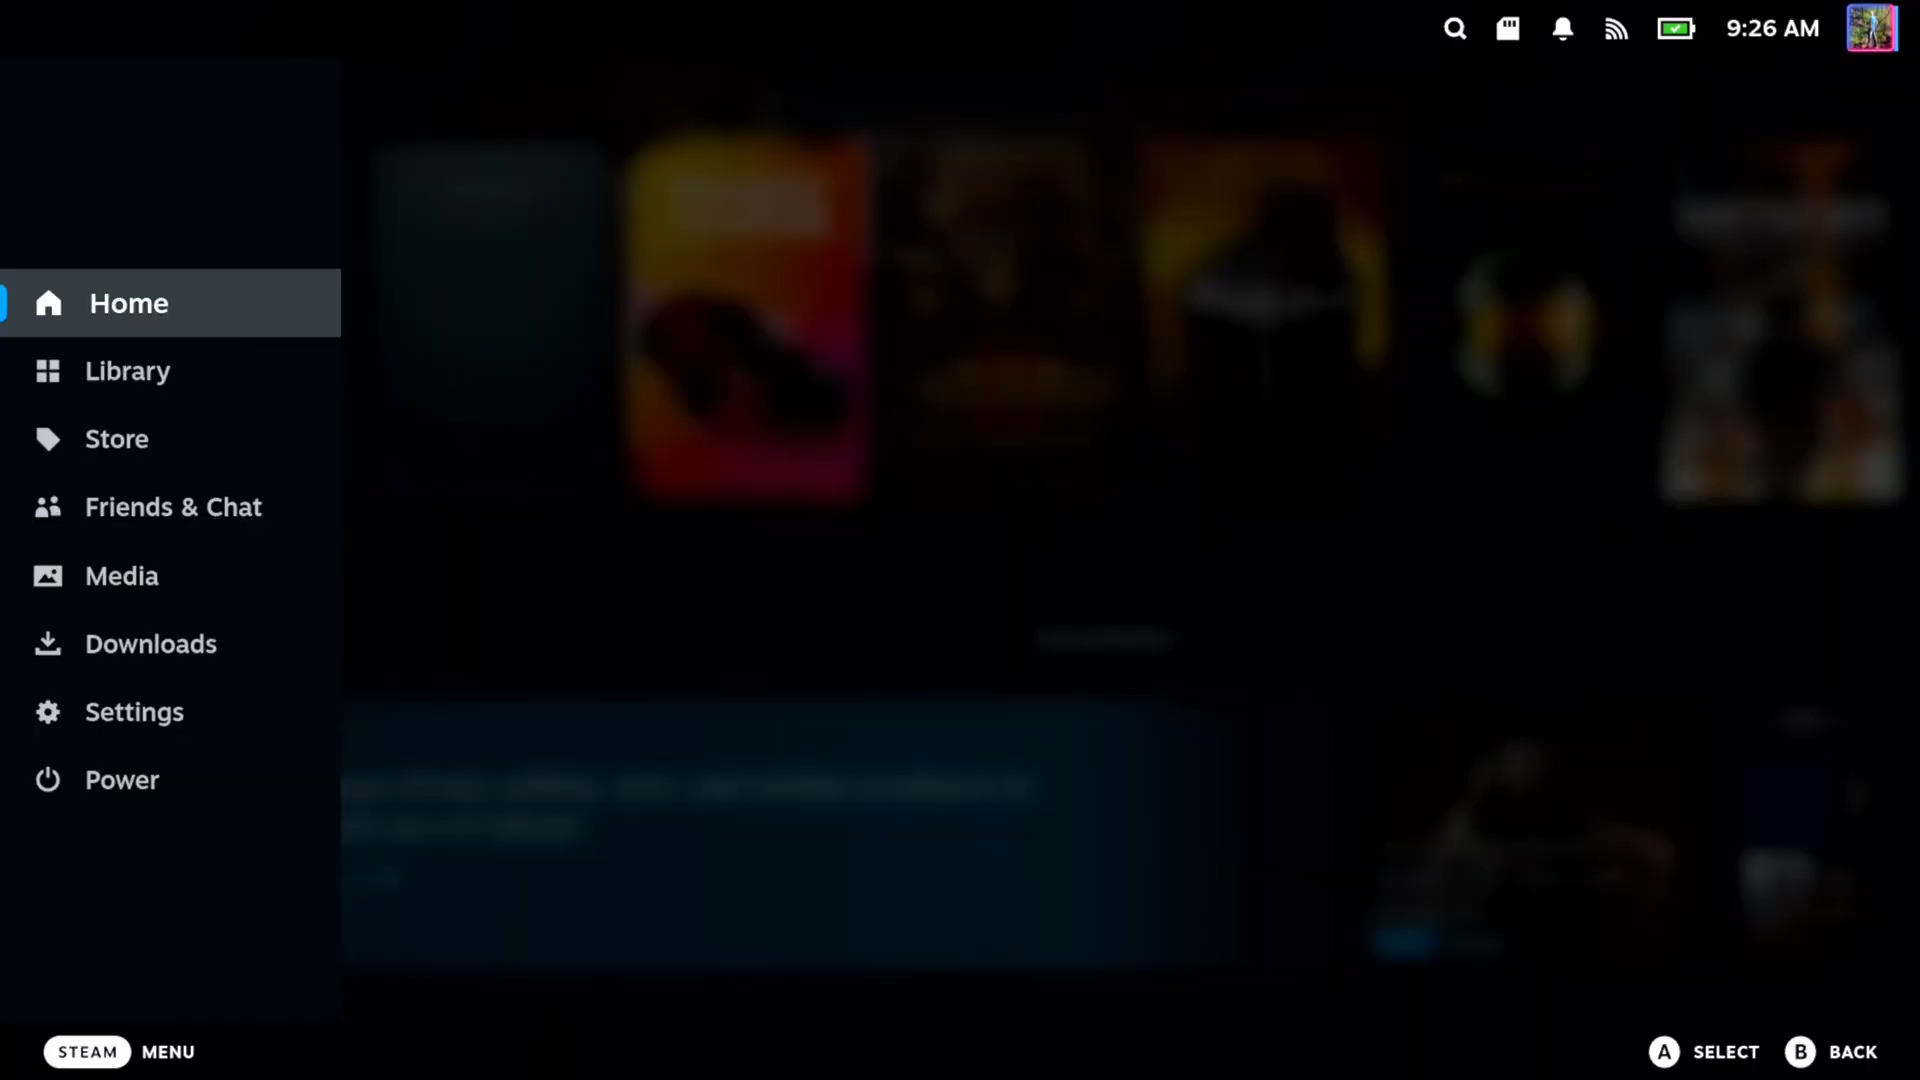 9:26 AM
Home
Library
Store
Friends & Chat
Media
Downloads
Settings
Power
STEAM MENU
A SELECT B BACK